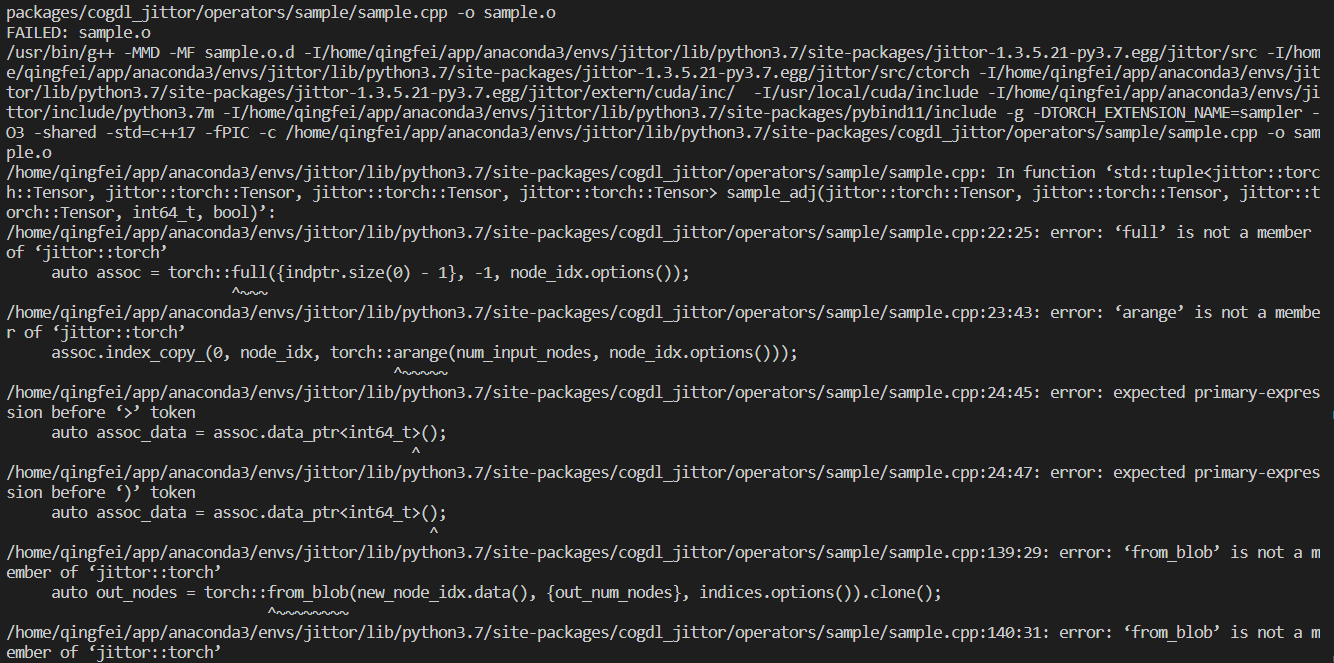 packages/cogdl_jittor/operators/sample/sample.cpp -o sample.o
FAILED: sample.o
/usr/bin/g++ -MMD -MF sample.o.d -I/home/qingfei/app/anaconda3/envs/jittor/lib/python3.7/site-packages/jittor-1.3.5.21-py3.7.egg/jittor/src -I/hom
e/qingfei/app/anaconda3/envs/jittor/lib/python3.7/site-packages/jittor-1.3.5.21-py3.7.egg/jittor/src/ctorch -I/home/qingfei/app/anaconda3/envs/jit
tor/lib/python3.7/site-packages/jittor-1.3.5.21-py3.7.egg/jittor/extern/cuda/inc/  -I/usr/local/cuda/include -I/home/qingfei/app/anaconda3/envs/ji
ttor/include/python3.7m -I/home/qingfei/app/anaconda3/envs/jittor/lib/python3.7/site-packages/pybind11/include -g -DTORCH_EXTENSION_NAME=sampler -
O3 -shared -std=c++17 -fPIC -c /home/qingfei/app/anaconda3/envs/jittor/lib/python3.7/site-packages/cogdl_jittor/operators/sample/sample.cpp -o sam
ple.o
/home/qingfei/app/anaconda3/envs/jittor/lib/python3.7/site-packages/cogdl_jittor/operators/sample/sample.cpp: In function ‘std::tuple<jittor::torc
h::Tensor, jittor::torch::Tensor, jittor::torch::Tensor, jittor::torch::Tensor> sample_adj(jittor::torch::Tensor, jittor::torch::Tensor, jittor::t
orch::Tensor, int64_t, bool)’:
/home/qingfei/app/anaconda3/envs/jittor/lib/python3.7/site-packages/cogdl_jittor/operators/sample/sample.cpp:22:25: error: ‘full’ is not a member
of ‘jittor::torch’
     auto assoc = torch::full({indptr.size(0) - 1}, -1, node_idx.options());
                         ^~~~
/home/qingfei/app/anaconda3/envs/jittor/lib/python3.7/site-packages/cogdl_jittor/operators/sample/sample.cpp:23:43: error: ‘arange’ is not a membe
r of ‘jittor::torch’
     assoc.index_copy_(0, node_idx, torch::arange(num_input_nodes, node_idx.options()));
                                           ^~~~~~
/home/qingfei/app/anaconda3/envs/jittor/lib/python3.7/site-packages/cogdl_jittor/operators/sample/sample.cpp:24:45: error: expected primary-expres
sion before ‘>’ token
     auto assoc_data = assoc.data_ptr<int64_t>();
                                             ^
/home/qingfei/app/anaconda3/envs/jittor/lib/python3.7/site-packages/cogdl_jittor/operators/sample/sample.cpp:24:47: error: expected primary-expres
sion before ‘)’ token
     auto assoc_data = assoc.data_ptr<int64_t>();
                                               ^
/home/qingfei/app/anaconda3/envs/jittor/lib/python3.7/site-packages/cogdl_jittor/operators/sample/sample.cpp:139:29: error: ‘from_blob’ is not a m
ember of ‘jittor::torch’
     auto out_nodes = torch::from_blob(new_node_idx.data(), {out_num_nodes}, indices.options()).clone();
                             ^~~~~~~~~
/home/qingfei/app/anaconda3/envs/jittor/lib/python3.7/site-packages/cogdl_jittor/operators/sample/sample.cpp:140:31: error: ‘from_blob’ is not a m
ember of ‘jittor::torch’